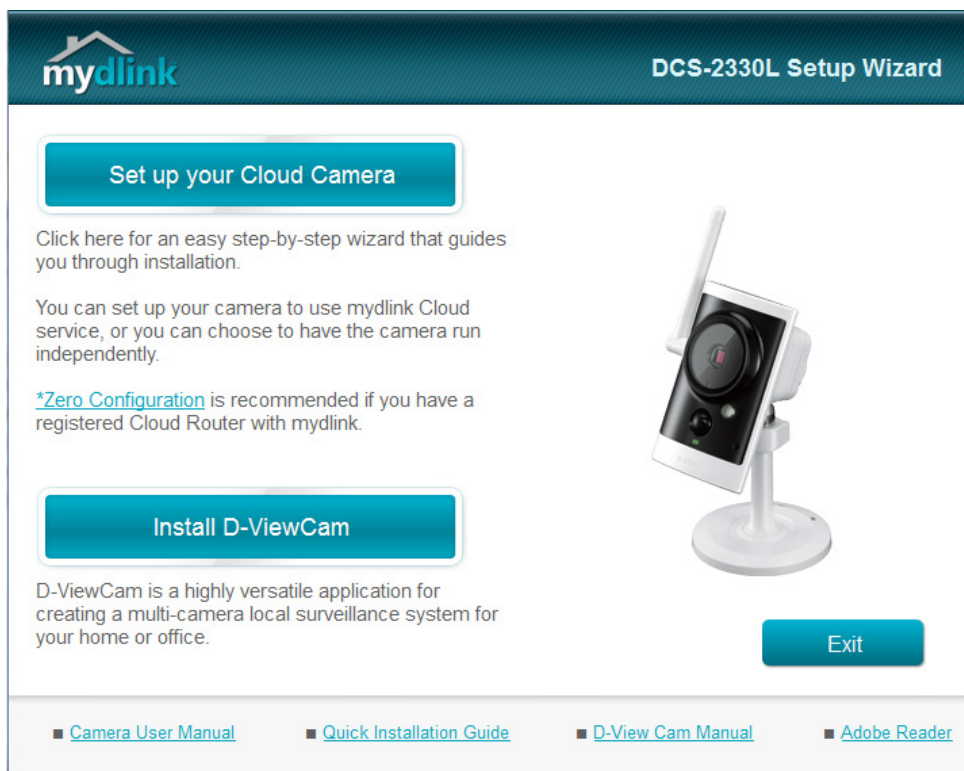 mydlink
DCS-2330L Setup Wizard
Set up your Cloud Camera
Click here for an easy step-by-step wizard that guides
you through installation.
You can set up your camera to use mydlink Cloud
service, or you can choose to have the camera run
independently.
*Zero Configuration is recommended if you have a
registered Cloud Router with mydlink.
Install D-ViewCam
D-ViewCam is a highly versatile application for
creating a multi-camera local surveillance system for
your home or office.
Exit
Camera User Manual
Quick Installation Guide
D-View Cam Manual
Adobe Reader